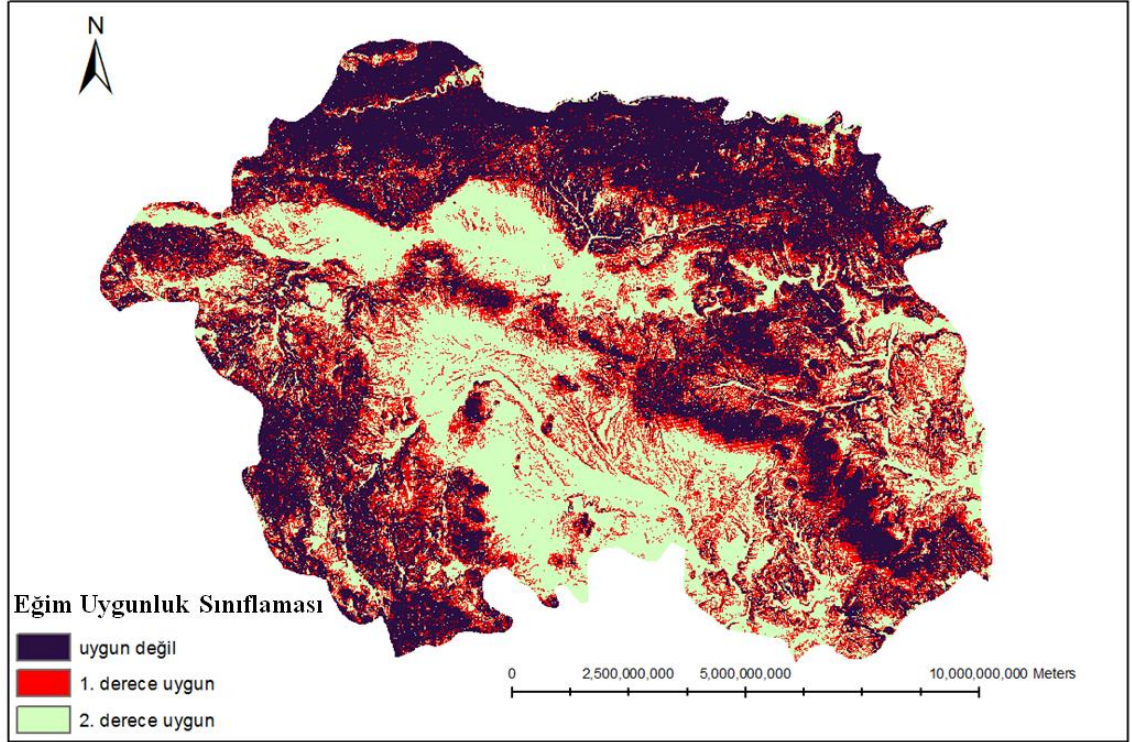 N
Eğim Uygunluk Sınıflaması
uygun değil
1. derece uygun
2. derece uygun
0 2,500,000,000 5,000,000,000 10,000,000,000 Meters